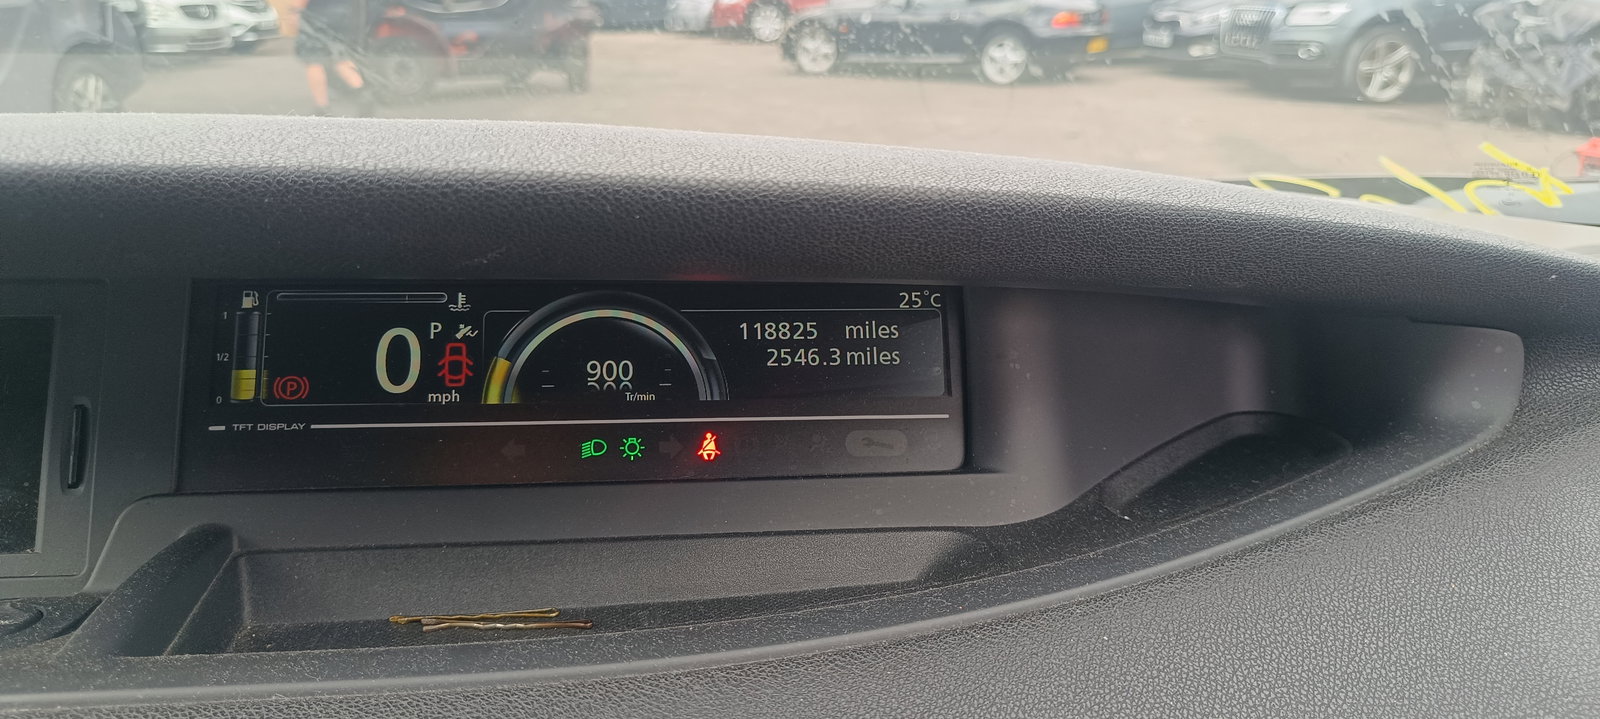 25°C
1
118825 miles
P
1/2
0
2546.3 miles
900
P
mph
Tr/min
0
TFT DISPLAY